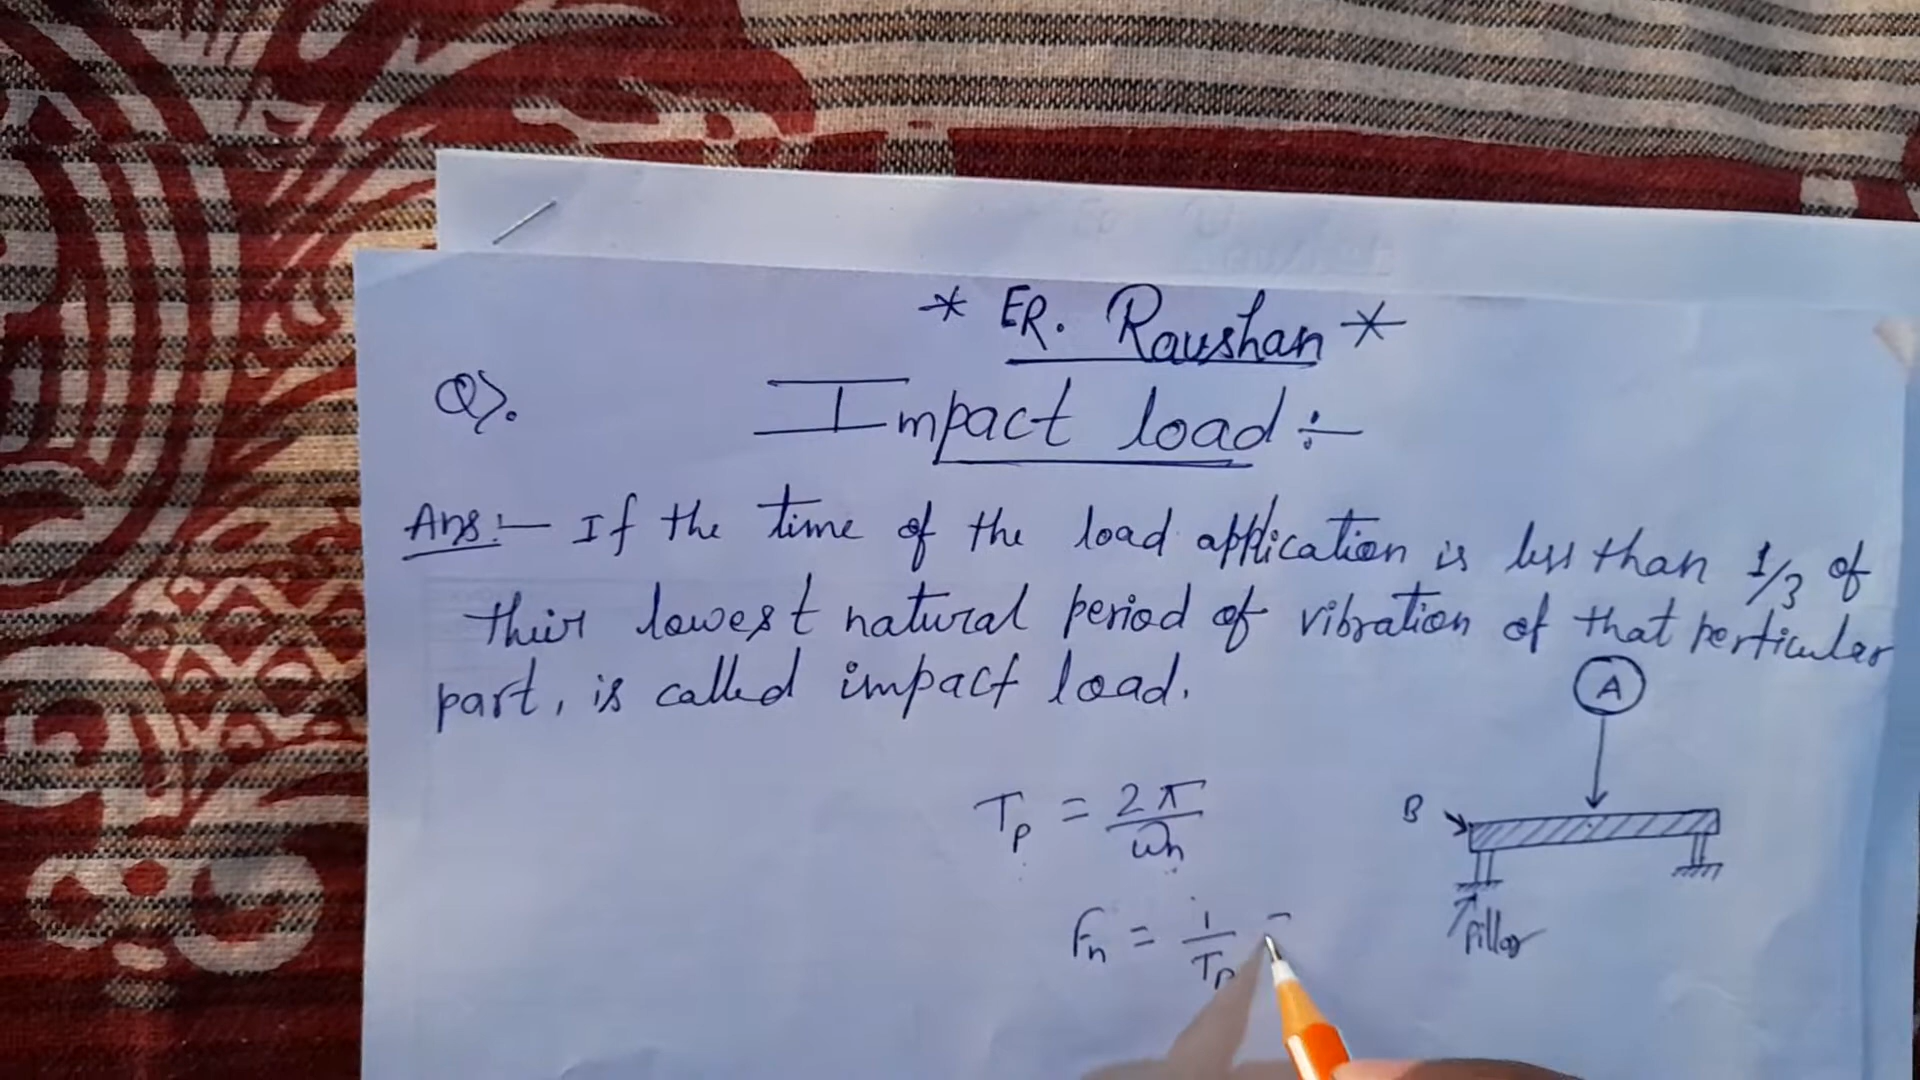 * ER. Raushan *
Q).
Impact load :-
Ans:- If the time of the load application is less than 1/3 of
their lowest natural period of vibration of that perticular
part, is called impact load.
A
Tp = 2π/ωn
B
Fn = 1/Tp =
Pillar